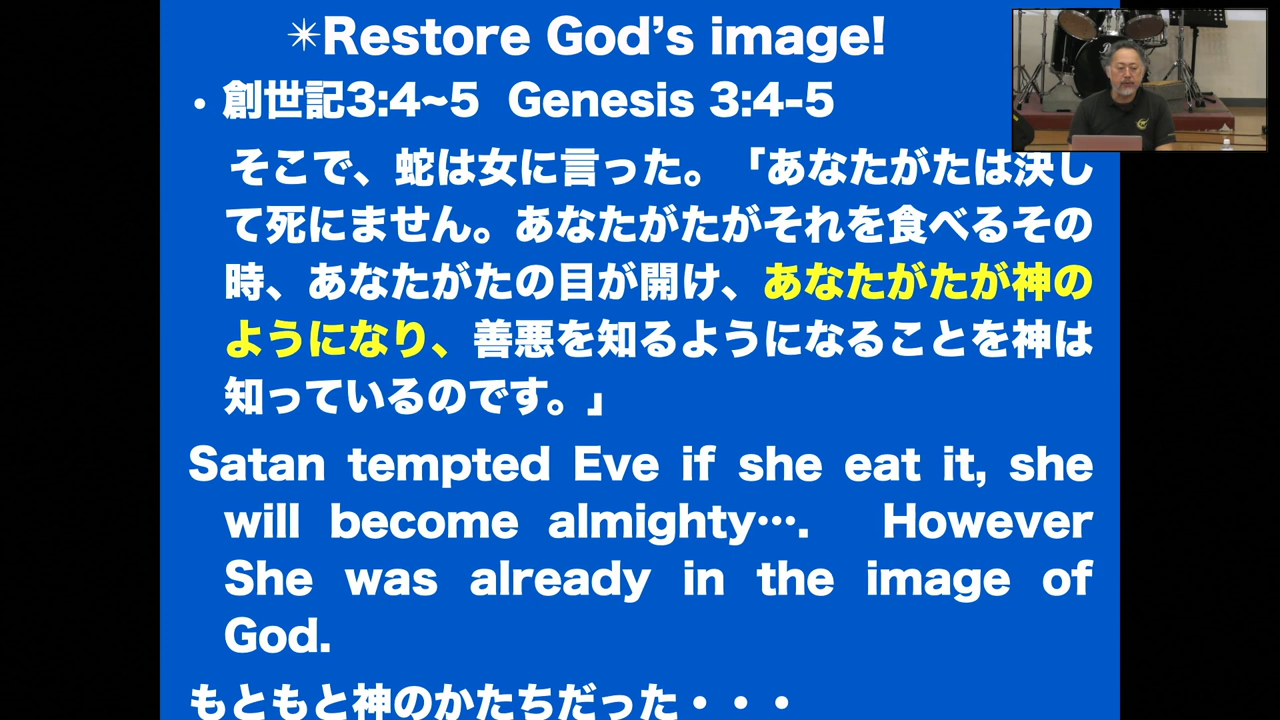 ✴Restore God’s image!
• 創世記3:4~5 Genesis 3:4-5
そこで、蛇は女に言った。「あなたがたは決し
て死にません。あなたがたがそれを食べるその
時、あなたがたの目が開け、あなたがたが神の
ようになり、善悪を知るようになることを神は
知っているのです。」
Satan tempted Eve if she eat it, she
will become almighty…. However
She was already in the image of
God.
もともと神のかたちだった・・・